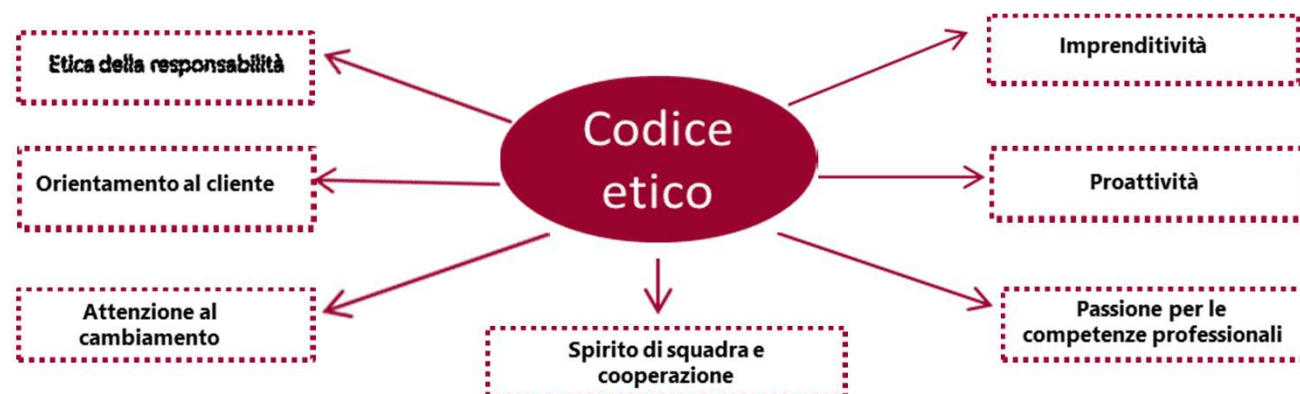 Etica della responsabilità
Imprenditività
Codice
etico
Orientamento al cliente
Proattività
Attenzione al
cambiamento
Passione per le
competenze professionali
Spirito di squadra e
cooperazione